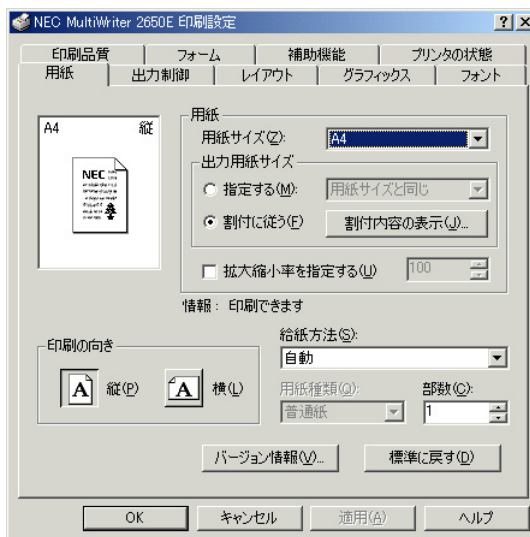 NEC MultiWriter 2650E 印刷設定
印刷品質 フォーム 補助機能 プリンタの状態
用紙 出力制御 レイアウト グラフィックス フォント
A4 縦
NEC
用紙
用紙サイズ(Z): A4
出力用紙サイズ
指定する(M): 用紙サイズと同じ
割付に従う(F) 割付内容の表示(J)...
拡大縮小率を指定する(U) 100
情報： 印刷できます
印刷の向き
A 縦(P) A 横(L)
給紙方法(S):
自動
用紙種類(Q): 部数(C):
普通紙 1
バージョン情報(V)... 標準に戻す(D)
OK キャンセル 適用(A) ヘルプ